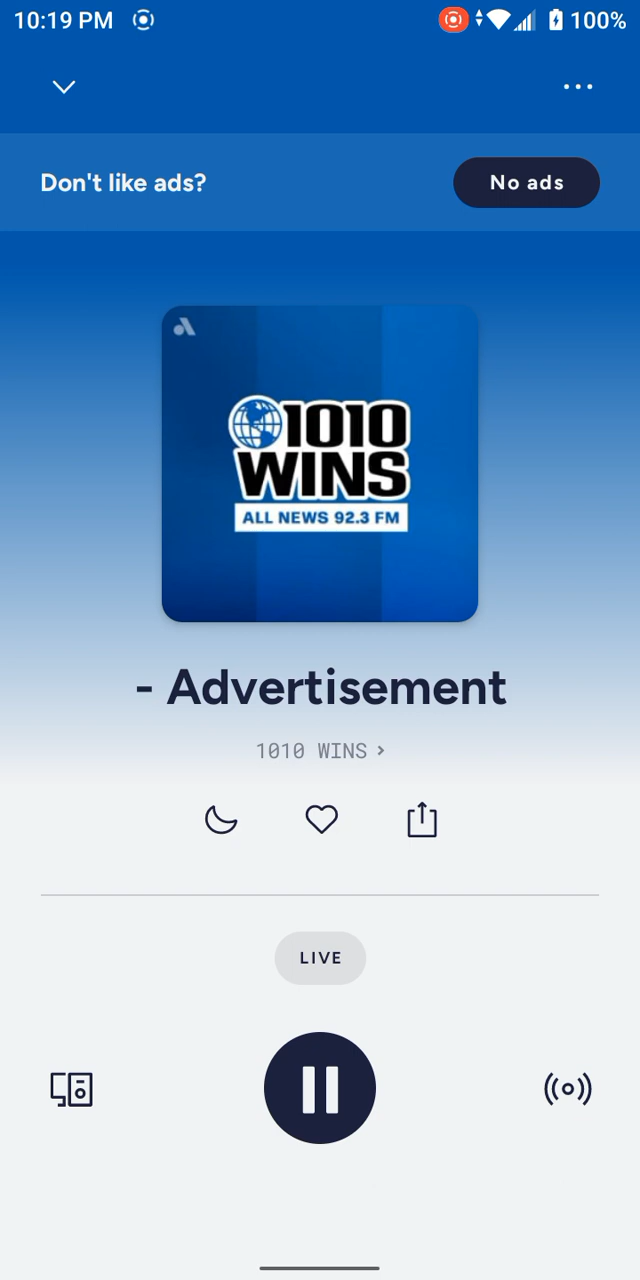 10:19 PM
100%
Don't like ads?
No ads
1010
WINS
ALL NEWS 92.3 FM
- Advertisement
1010 WINS
LIVE